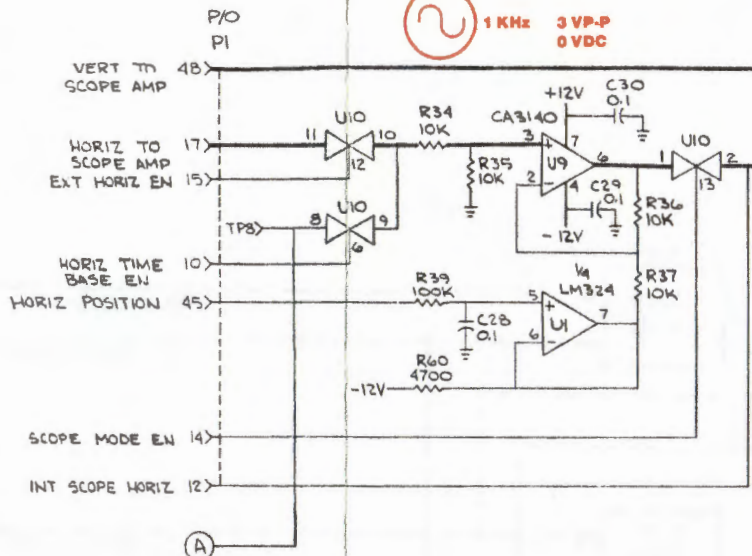 P/O
P1
1 KHz 3 VP-P
0 VDC
VERT TO
SCOPE AMP
48
C30
0.1
+12V
R34
10K
CA3140
7
U10
11
10
12
3
+
U9
6
U10
1
2
13
HORIZ TO
SCOPE AMP
17
R35
10K
2
-
4
C29
0.1
EXT HORIZ EN
15
U10
8
9
6
TP8
-12V
R36
10K
HORIZ TIME
BASE EN
10
HORIZ POSITION
45
R39
100K
1/4
LM324
R37
10K
5
+
U1
7
6
-
C28
0.1
R60
4700
-12V
SCOPE MODE EN
14
INT SCOPE HORIZ
12
A